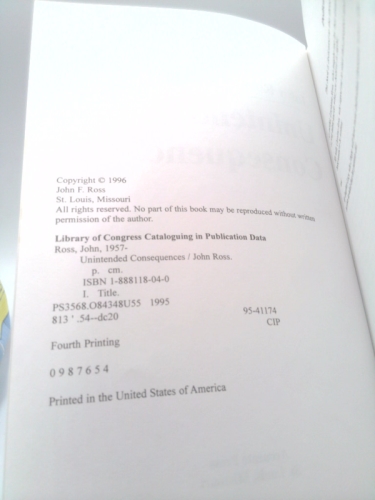 Copyright © 1996
John F. Ross
St. Louis, Missouri
All rights reserved. No part of this book may be reproduced without written
permission of the author.
Library of Congress Cataloguing in Publication Data
Ross, John, 1957-
Unintended Consequences / John Ross.
p. cm.
ISBN 1-888118-04-0
I. Title.
PS3568.O84348U55 1995
813 ' .54--dc20
95-41174
CIP
Fourth Printing
0 9 8 7 6 5 4
Printed in the United States of America